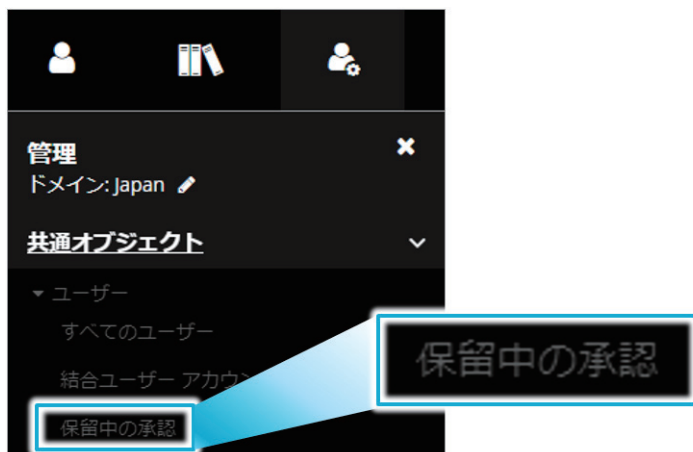 管理
ドメイン: Japan
共通オブジェクト
ユーザー
すべてのユーザー
結合ユーザー アカウン
保留中の承認
保留中の承認